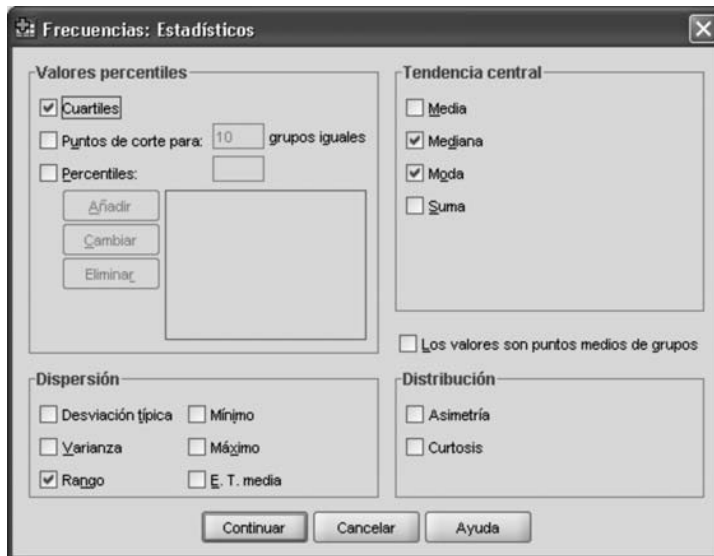 Frecuencias: Estadísticos
Valores percentiles
Cuartiles
Puntos de corte para: 10 grupos iguales
Percentiles:
Añadir
Cambiar
Eliminar
Tendencia central
Media
Mediana
Moda
Suma
Los valores son puntos medios de grupos
Dispersión
Desviación típica
Mínimo
Varianza
Máximo
Rango
E. T. media
Distribución
Asimetría
Curtosis
Continuar
Cancelar
Ayuda